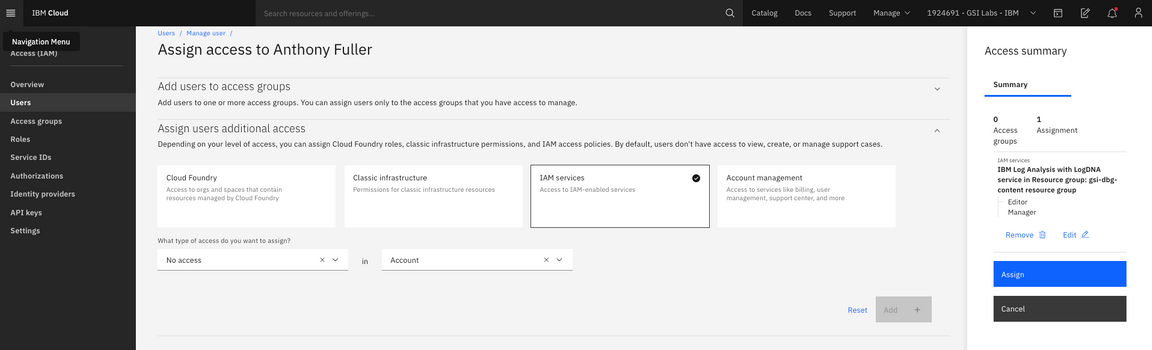 IBM Cloud
Search resources and offerings...
Catalog
Docs
Support
Manage
1924691 - GSI Labs - IBM
Navigation Menu
Access (IAM)
Overview
Users
Access groups
Roles
Service IDs
Authorizations
Identity providers
API keys
Settings
Users / Manage user /
Assign access to Anthony Fuller
Add users to access groups
Add users to one or more access groups. You can assign users only to the access groups that you have access to manage.
Assign users additional access
Depending on your level of access, you can assign Cloud Foundry roles, classic infrastructure permissions, and IAM access policies. By default, users don't have access to view, create, or manage support cases.
Cloud Foundry
Access to orgs and spaces that contain
resources managed by Cloud Foundry
Classic infrastructure
Permissions for classic infrastructure resources
IAM services
Access to IAM-enabled services
Account management
Access to services like billing, user
management, support center, and more
What type of access do you want to assign?
No access
in
Account
Reset
Add +
Access summary
Summary
0
Access
groups
1
Assignment
IAM services
IBM Log Analysis with LogDNA
service in Resource group: gsi-dbg-
content resource group
Editor
Manager
Remove
Edit
Assign
Cancel